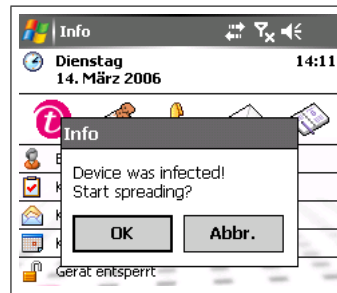 Info
Dienstag
14:11
14. März 2006
t
Info
Device was infected!
Start spreading?
OK
Abbr.
Gerät entsperrt